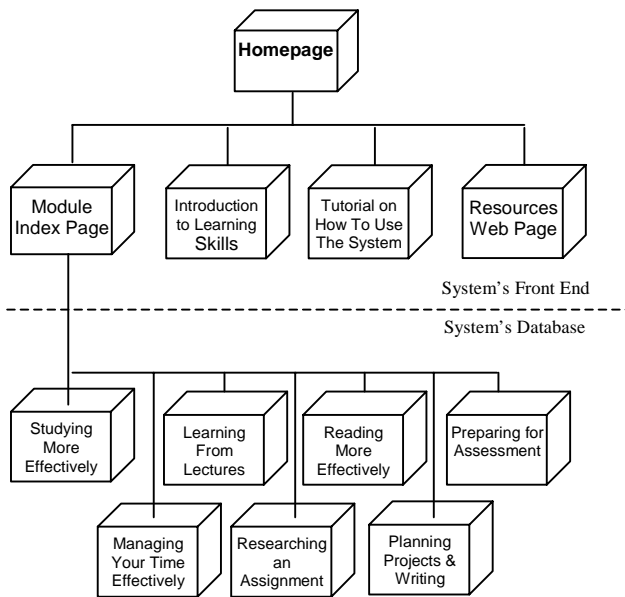 Homepage
Module
Index Page
Introduction
to Learning
Skills
Tutorial on
How To Use
The System
Resources
Web Page
System's Front End
System's Database
Studying
More
Effectively
Learning
From
Lectures
Reading
More
Effectively
Preparing for
Assessment
Managing
Your Time
Effectively
Researching
an
Assignment
Planning
Projects &
Writing